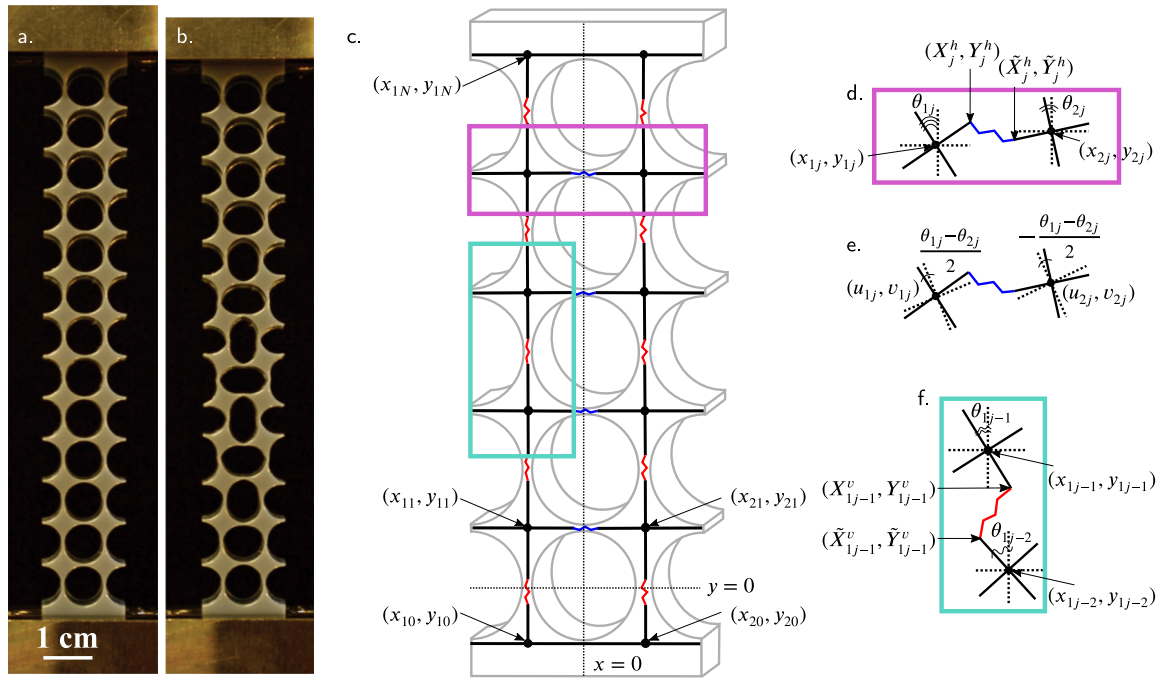 a.
1 cm
b.
c.
(x_{1N}, y_{1N})
(x_{11}, y_{11})
(x_{21}, y_{21})
y = 0
(x_{10}, y_{10})
(x_{20}, y_{20})
x = 0
d.
(X_j^h, Y_j^h)
(X̃_j^h, Ỹ_j^h)
θ_{1j}
θ_{2j}
(x_{1j}, y_{1j})
(x_{2j}, y_{2j})
e.
\frac{θ_{1j}−θ_{2j}}{2}
−\frac{θ_{1j}−θ_{2j}}{2}
(u_{1j}, v_{1j})
(u_{2j}, v_{2j})
f.
θ_{1j−1}
(x_{1j−1}, y_{1j−1})
(X_{1j−1}^v, Y_{1j−1}^v)
(X̃_{1j−1}^v, Ỹ_{1j−1}^v)
θ_{1j−2}
(x_{1j−2}, y_{1j−2})